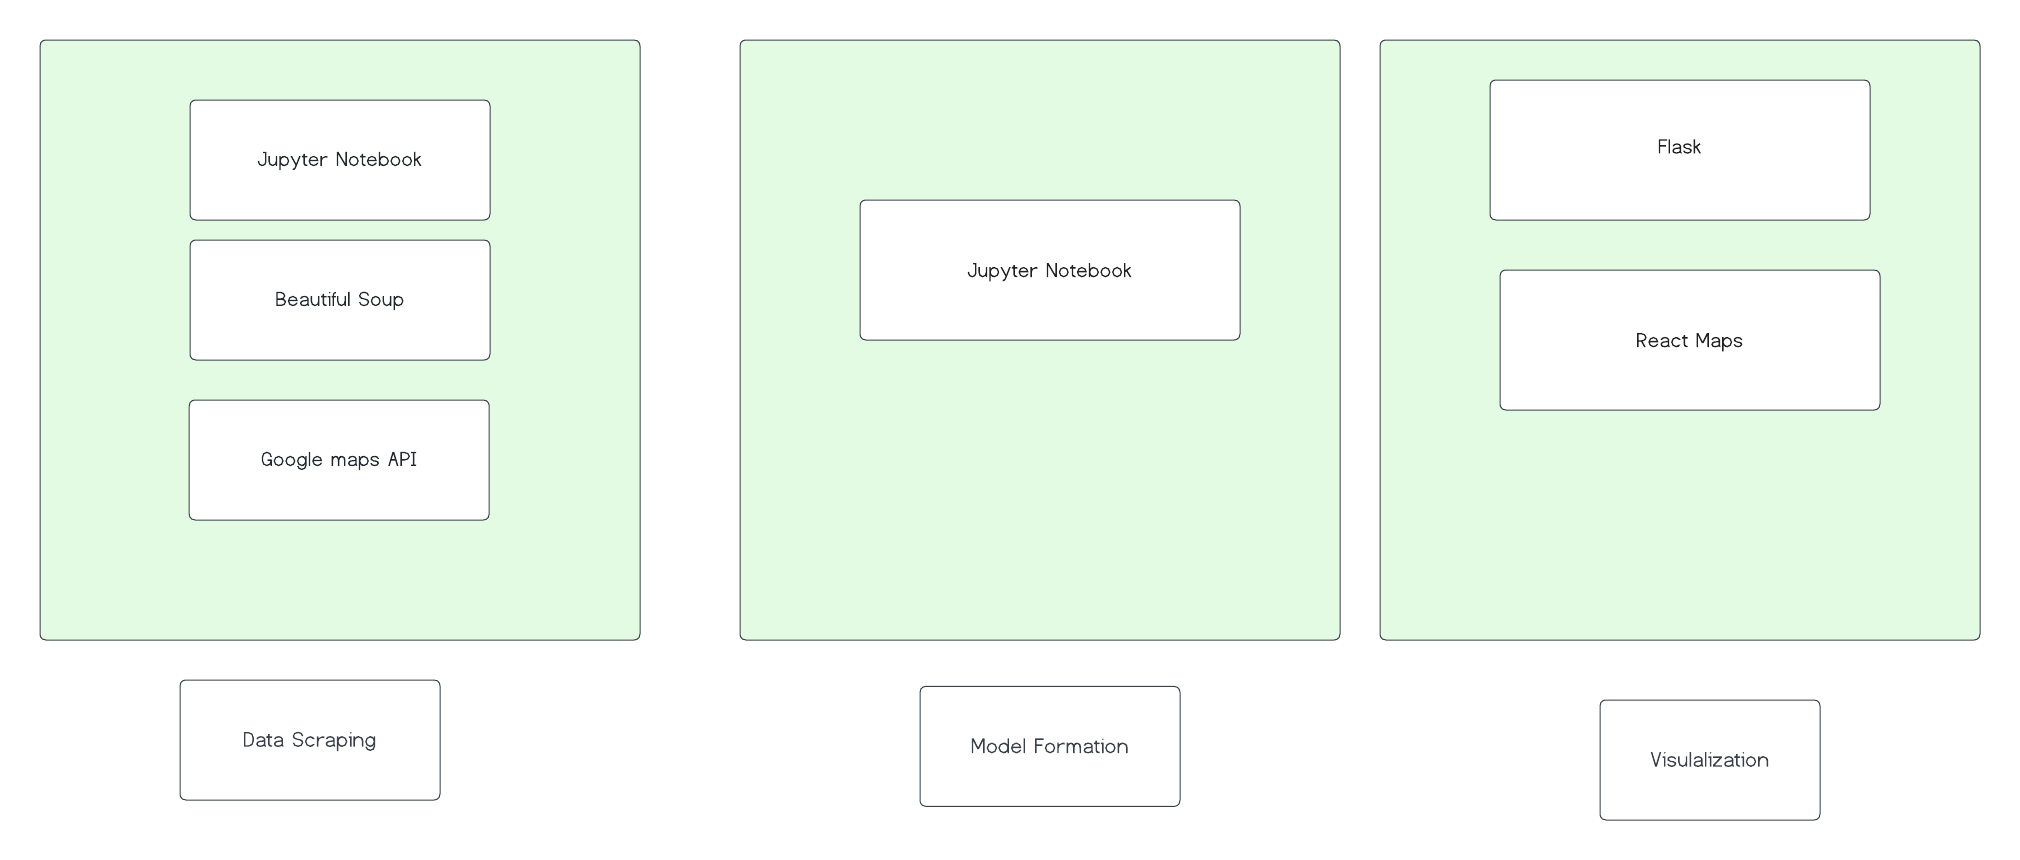 Jupyter Notebook
Beautiful Soup
Google maps API
Data Scraping
Jupyter Notebook
Model Formation
Flask
React Maps
Visulalization